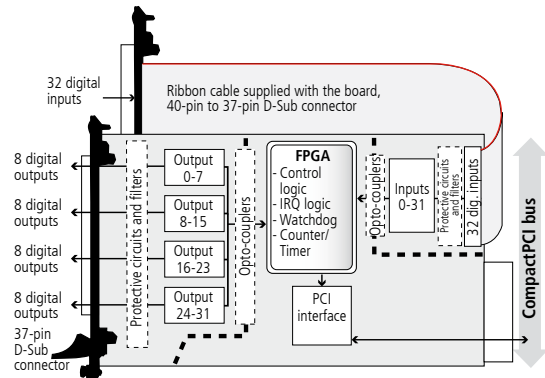 32 digital
inputs
Ribbon cable supplied with the board,
40-pin to 37-pin D-Sub connector
8 digital
outputs
8 digital
outputs
8 digital
outputs
8 digital
outputs
37-pin
D-Sub
connector
Protective circuits and filters
Output
0-7
Output
8-15
Output
16-23
Output
24-31
Opto-couplers
FPGA
- Control
logic
- IRQ logic
- Watchdog
- Counter/
Timer
PCI
interface
Opto-couplers
Inputs
0-31
Protective circuits
and filters
32 dig. inputs
CompactPCI bus